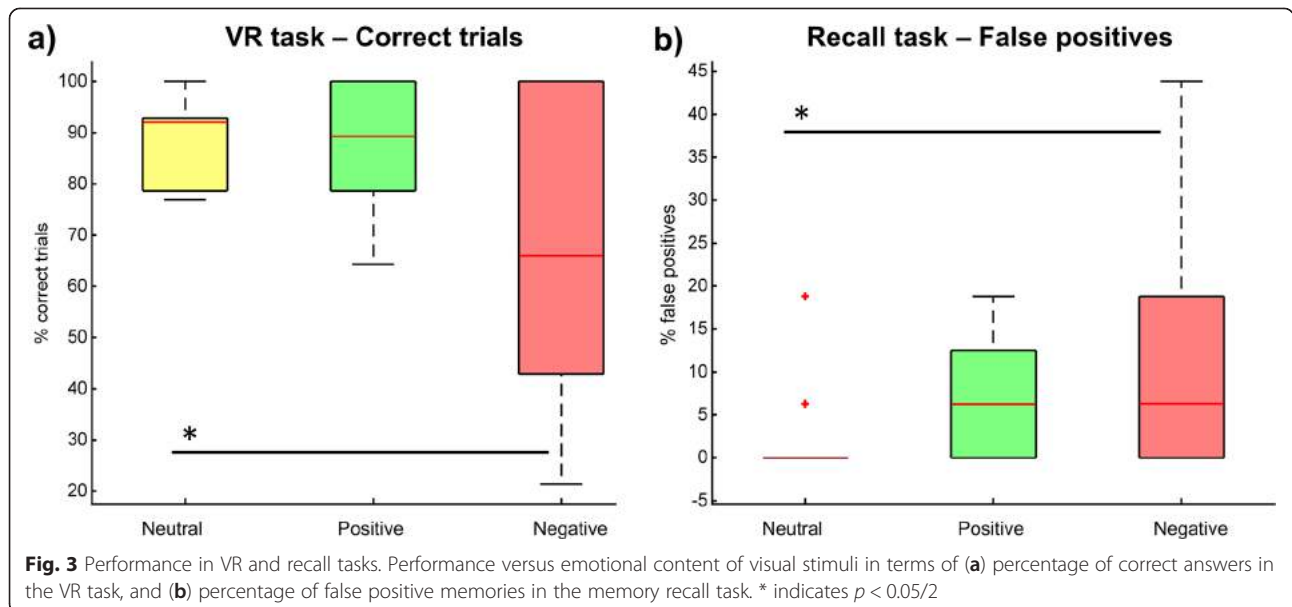 a) VR task – Correct trials
100
90
80
70
60
50
40
30
20
% correct trials
*
Neutral Positive Negative
b) Recall task – False positives
45
40
35
30
25
20
15
10
5
0
-5
% false positives
*
Neutral Positive Negative
Fig. 3 Performance in VR and recall tasks. Performance versus emotional content of visual stimuli in terms of (a) percentage of correct answers in
the VR task, and (b) percentage of false positive memories in the memory recall task. * indicates p < 0.05/2